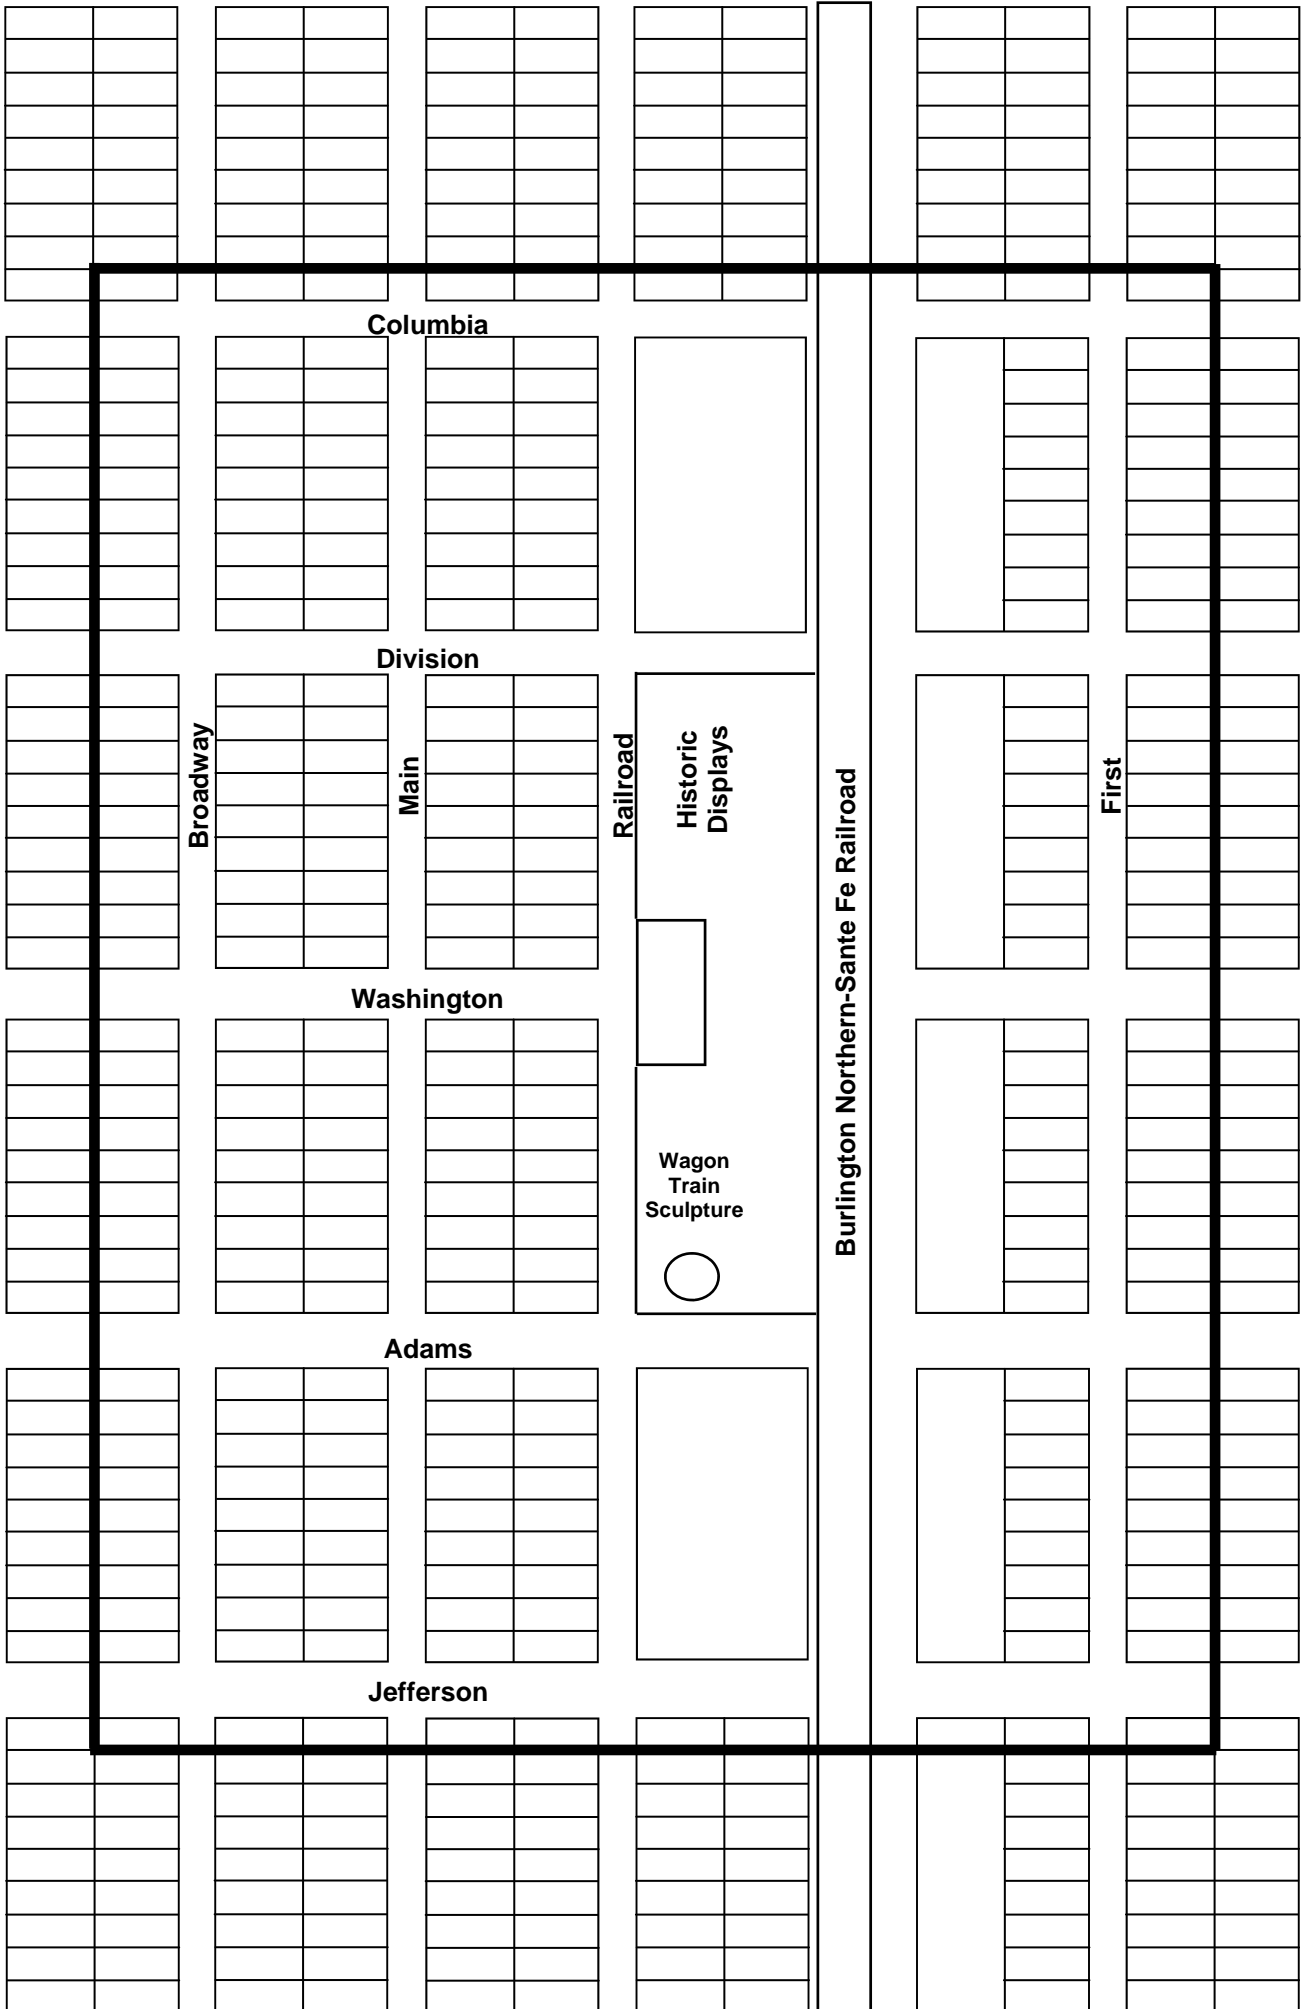 Columbia
Division
Broadway
Main
Railroad
Historic
Displays
Burlington Northern-Sante Fe Railroad
First
Washington
Wagon
Train
Sculpture
Adams
Jefferson